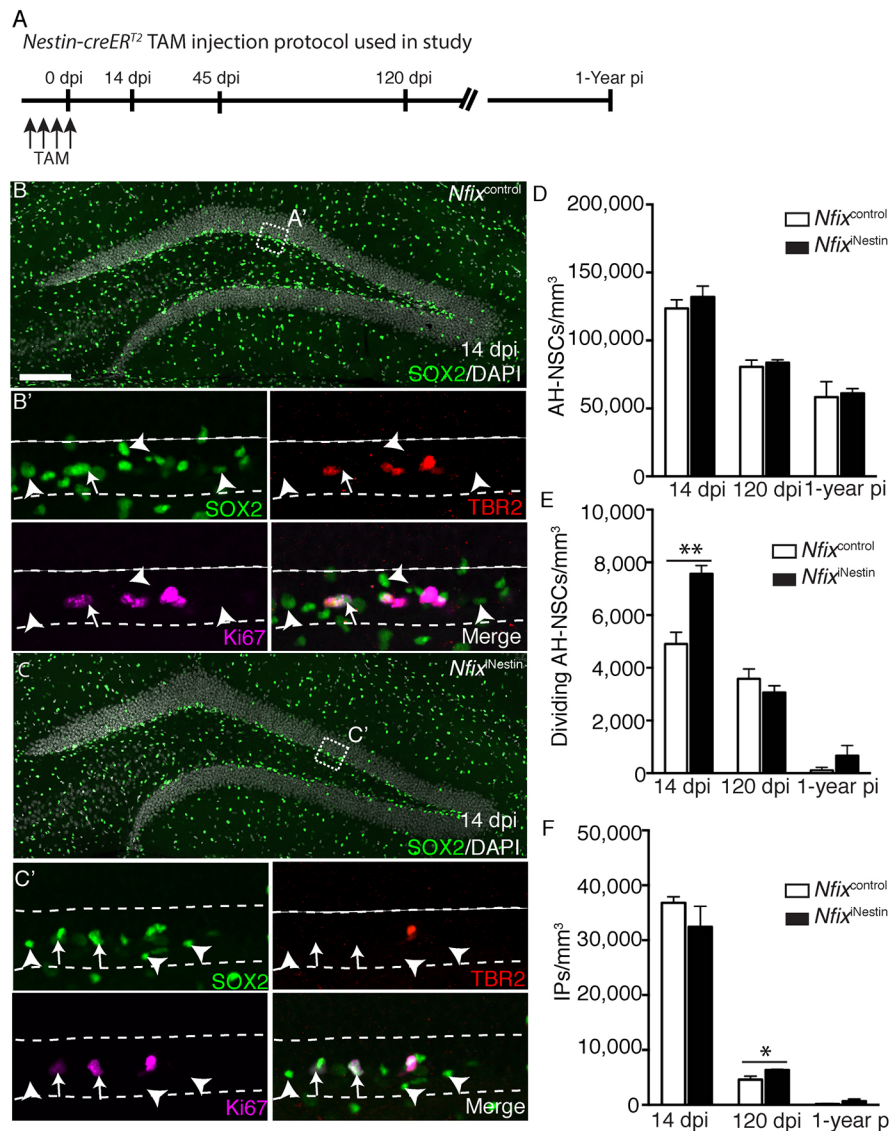 A
Nestin-creER^T2 TAM injection protocol used in study
0 dpi 14 dpi 45 dpi 120 dpi 1-Year pi
TAM
B
Nfix^control
A'
14 dpi
SOX2/DAPI
B'
SOX2
TBR2
Ki67
Merge
C
Nfix^iNestin
C'
14 dpi
SOX2/DAPI
C'
SOX2
TBR2
Ki67
Merge
D
200,000
150,000
100,000
50,000
0
AH-NSCs/mm³
Nfix^control
Nfix^iNestin
14 dpi 120 dpi 1-year pi
E
10,000
8,000
6,000
4,000
2,000
0
Dividing AH-NSCs/mm³
**
Nfix^control
Nfix^iNestin
14 dpi 120 dpi 1-year pi
F
50,000
40,000
30,000
20,000
10,000
0
IPs/mm³
*
Nfix^control
Nfix^iNestin
14 dpi 120 dpi 1-year p